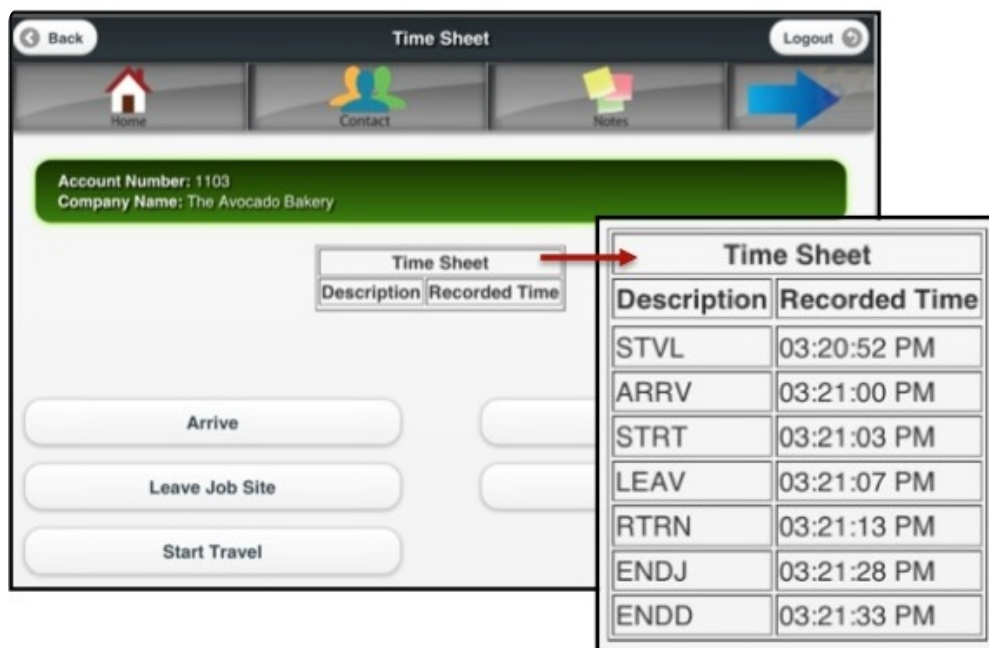 Back Time Sheet Logout
Home Contact Notes
Account Number: 1103
Company Name: The Avocado Bakery
Time Sheet
Description Recorded Time
Arrive
Leave Job Site
Start Travel
Time Sheet
Description Recorded Time
STVL 03:20:52 PM
ARRV 03:21:00 PM
STRT 03:21:03 PM
LEAV 03:21:07 PM
RTRN 03:21:13 PM
ENDJ 03:21:28 PM
ENDD 03:21:33 PM